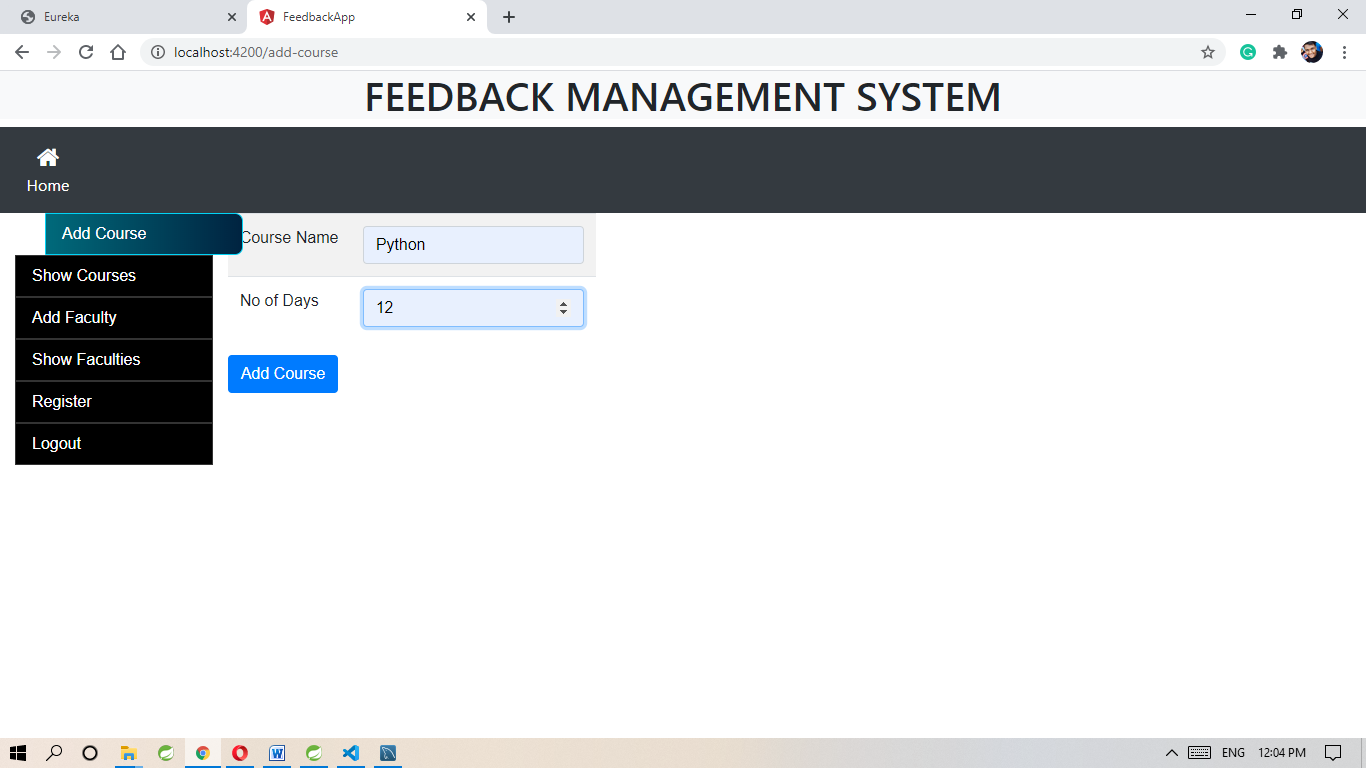 Eureka
FeedbackApp
localhost:4200/add-course
FEEDBACK MANAGEMENT SYSTEM
Home
Add Course
Show Courses
Add Faculty
Show Faculties
Register
Logout
Course Name Python
No of Days 12
Add Course
ENG 12:04 PM